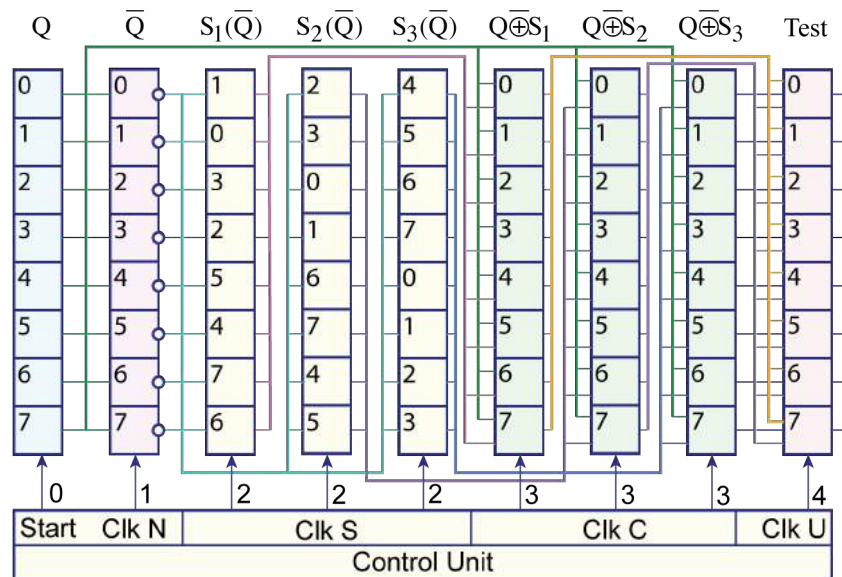 Q Q̅ S₁(Q̅) S₂(Q̅) S₃(Q̅) Q⊕̅S₁ Q⊕̅S₂ Q⊕̅S₃ Test
0 0 1 2 4 0 0 0 0
1 1 0 3 5 1 1 1 1
2 2 3 0 6 2 2 2 2
3 3 2 1 7 3 3 3 3
4 4 5 6 0 4 4 4 4
5 5 4 7 1 5 5 5 5
6 6 7 4 2 6 6 6 6
7 7 6 5 3 7 7 7 7
0 1 2 2 2 3 3 3 4
Start Clk N Clk S Clk C Clk U
Control Unit